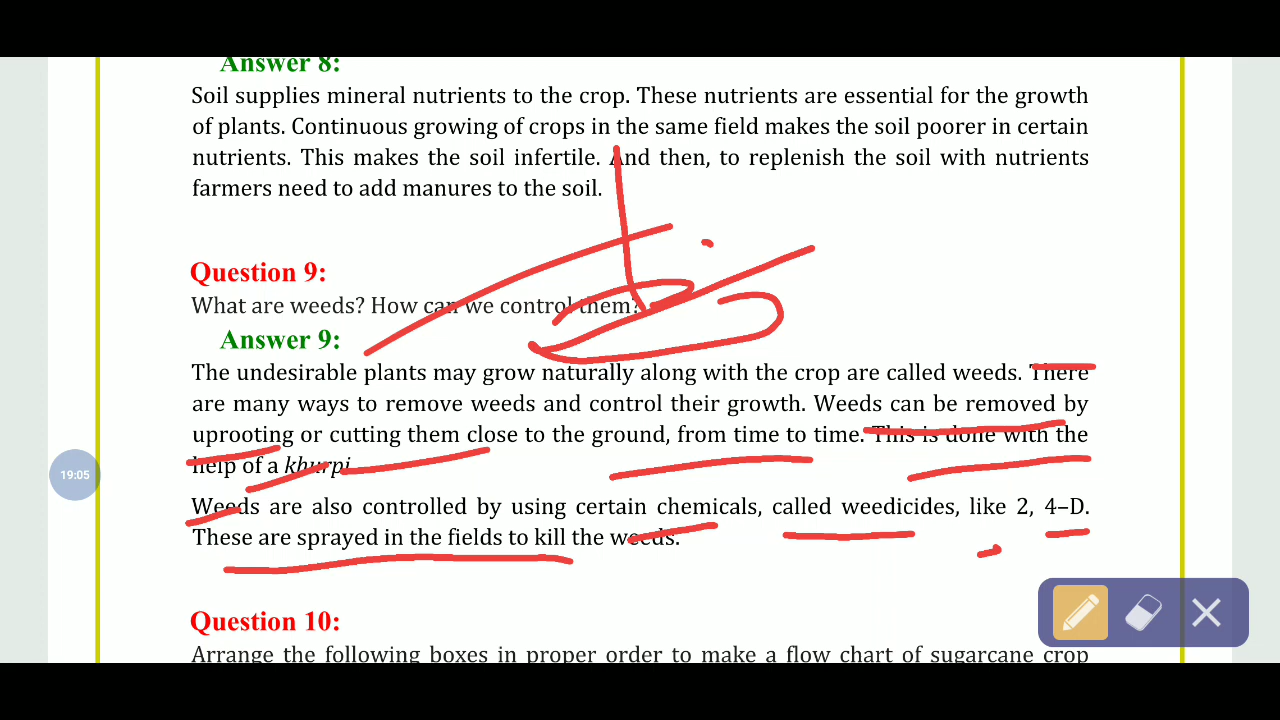 Answer 8:
Soil supplies mineral nutrients to the crop. These nutrients are essential for the growth
of plants. Continuous growing of crops in the same field makes the soil poorer in certain
nutrients. This makes the soil infertile. And then, to replenish the soil with nutrients
farmers need to add manures to the soil.
Question 9:
What are weeds? How can we control them?
Answer 9:
The undesirable plants may grow naturally along with the crop are called weeds. There
are many ways to remove weeds and control their growth. Weeds can be removed by
uprooting or cutting them close to the ground, from time to time. This is done with the
help of a khurpi.
19:05
Weeds are also controlled by using certain chemicals, called weedicides, like 2, 4–D.
These are sprayed in the fields to kill the weeds.
Question 10:
Arrange the following boxes in proper order to make a flow chart of sugarcane crop